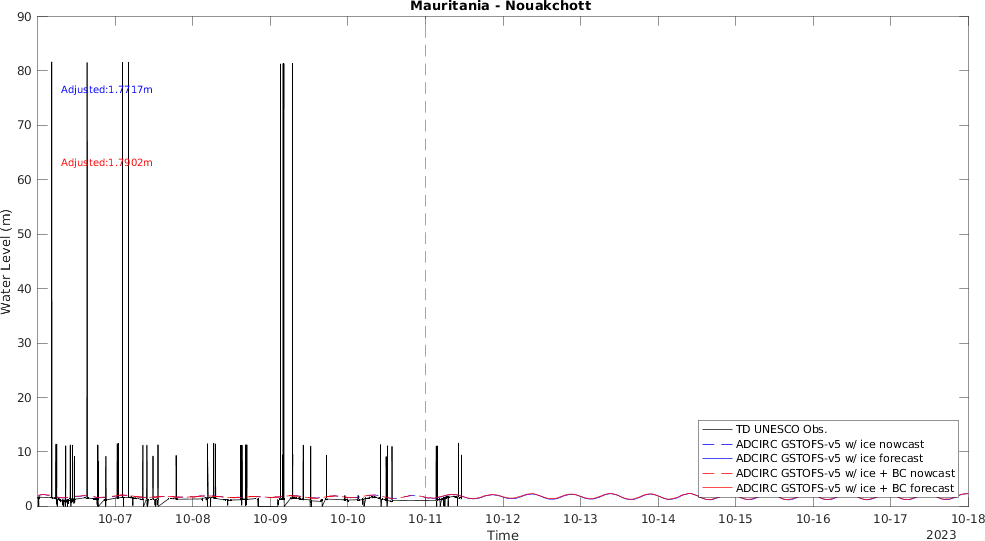 Mauritania - Nouakchott
90
80
70
60
50
40
30
20
10
0
Water Level (m)
Adjusted:1.7717m
Adjusted:1.7902m
TD UNESCO Obs.
ADCIRC GSTOFS-v5 w/ ice nowcast
ADCIRC GSTOFS-v5 w/ ice forecast
ADCIRC GSTOFS-v5 w/ ice + BC nowcast
ADCIRC GSTOFS-v5 w/ ice + BC forecast
10-07 10-08 10-09 10-10 10-11 10-12 10-13 10-14 10-15 10-16 10-17 10-18
Time
2023